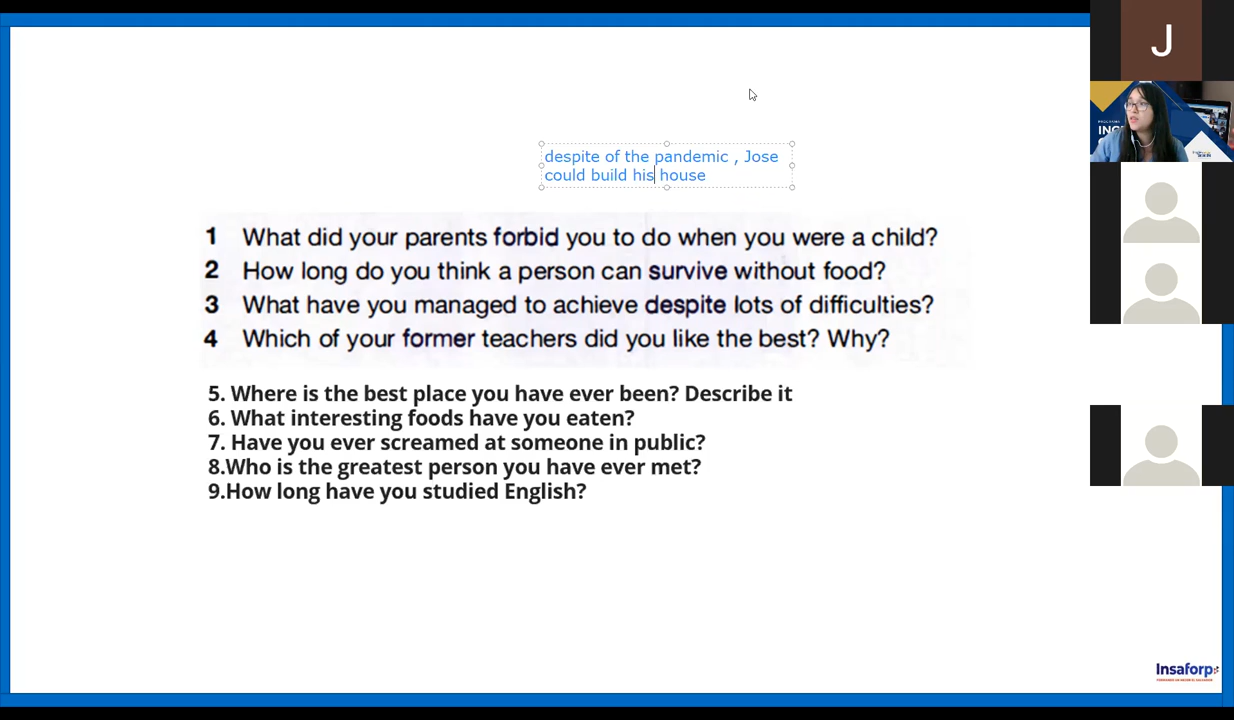 J
INC
despite of the pandemic , Jose
could build his house
1 What did your parents forbid you to do when you were a child?
2 How long do you think a person can survive without food?
3 What have you managed to achieve despite lots of difficulties?
4 Which of your former teachers did you like the best? Why?
5. Where is the best place you have ever been? Describe it
6. What interesting foods have you eaten?
7. Have you ever screamed at someone in public?
8.Who is the greatest person you have ever met?
9.How long have you studied English?
Insaforp